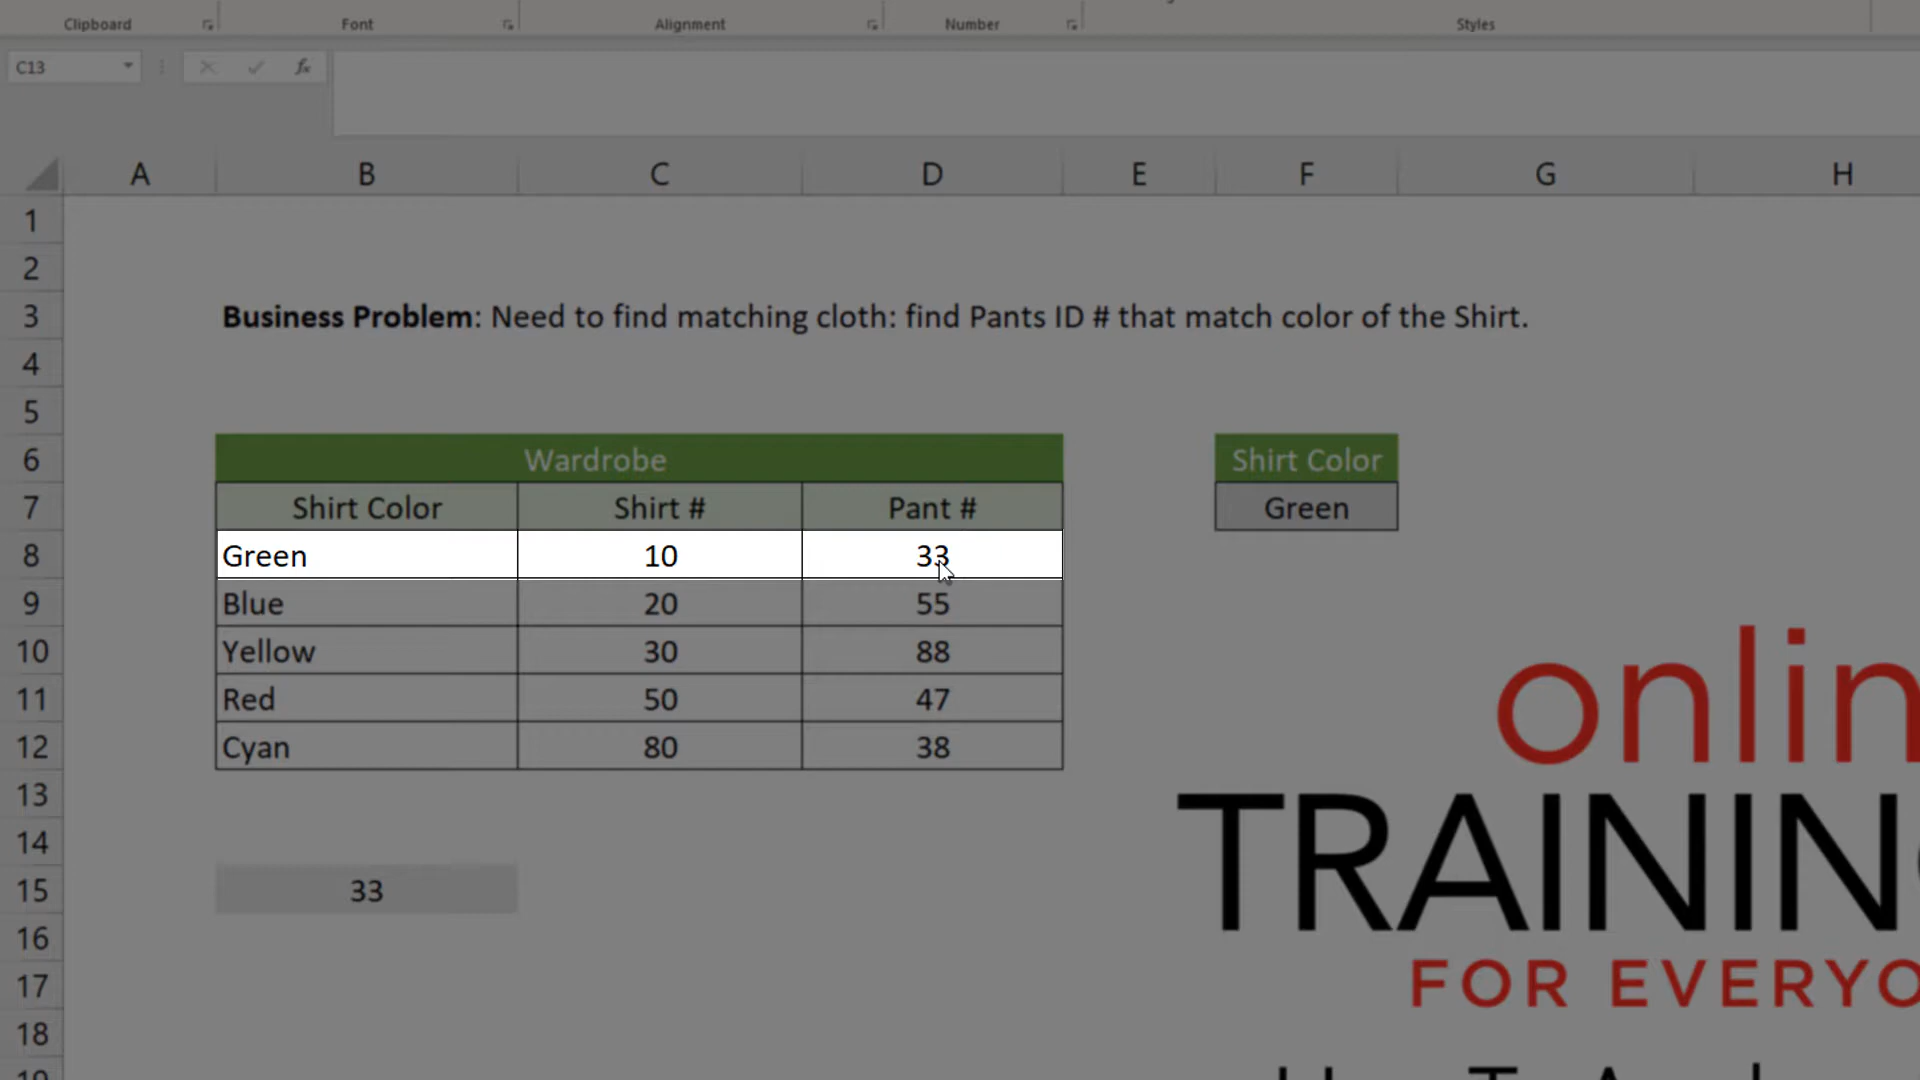 Clipboard Font Alignment Number Styles
C13 fx
A B C D E F G H
1
2
3 Business Problem: Need to find matching cloth: find Pants ID # that match color of the Shirt.
4
5
6 Wardrobe Shirt Color
7 Shirt Color Shirt # Pant # Green
8 Green 10 33
9 Blue 20 55
10 Yellow 30 88
11 Red 50 47
12 Cyan 80 38
13
14
15 33
16
17
18
onlin
TRAINING
FOR EVERYO